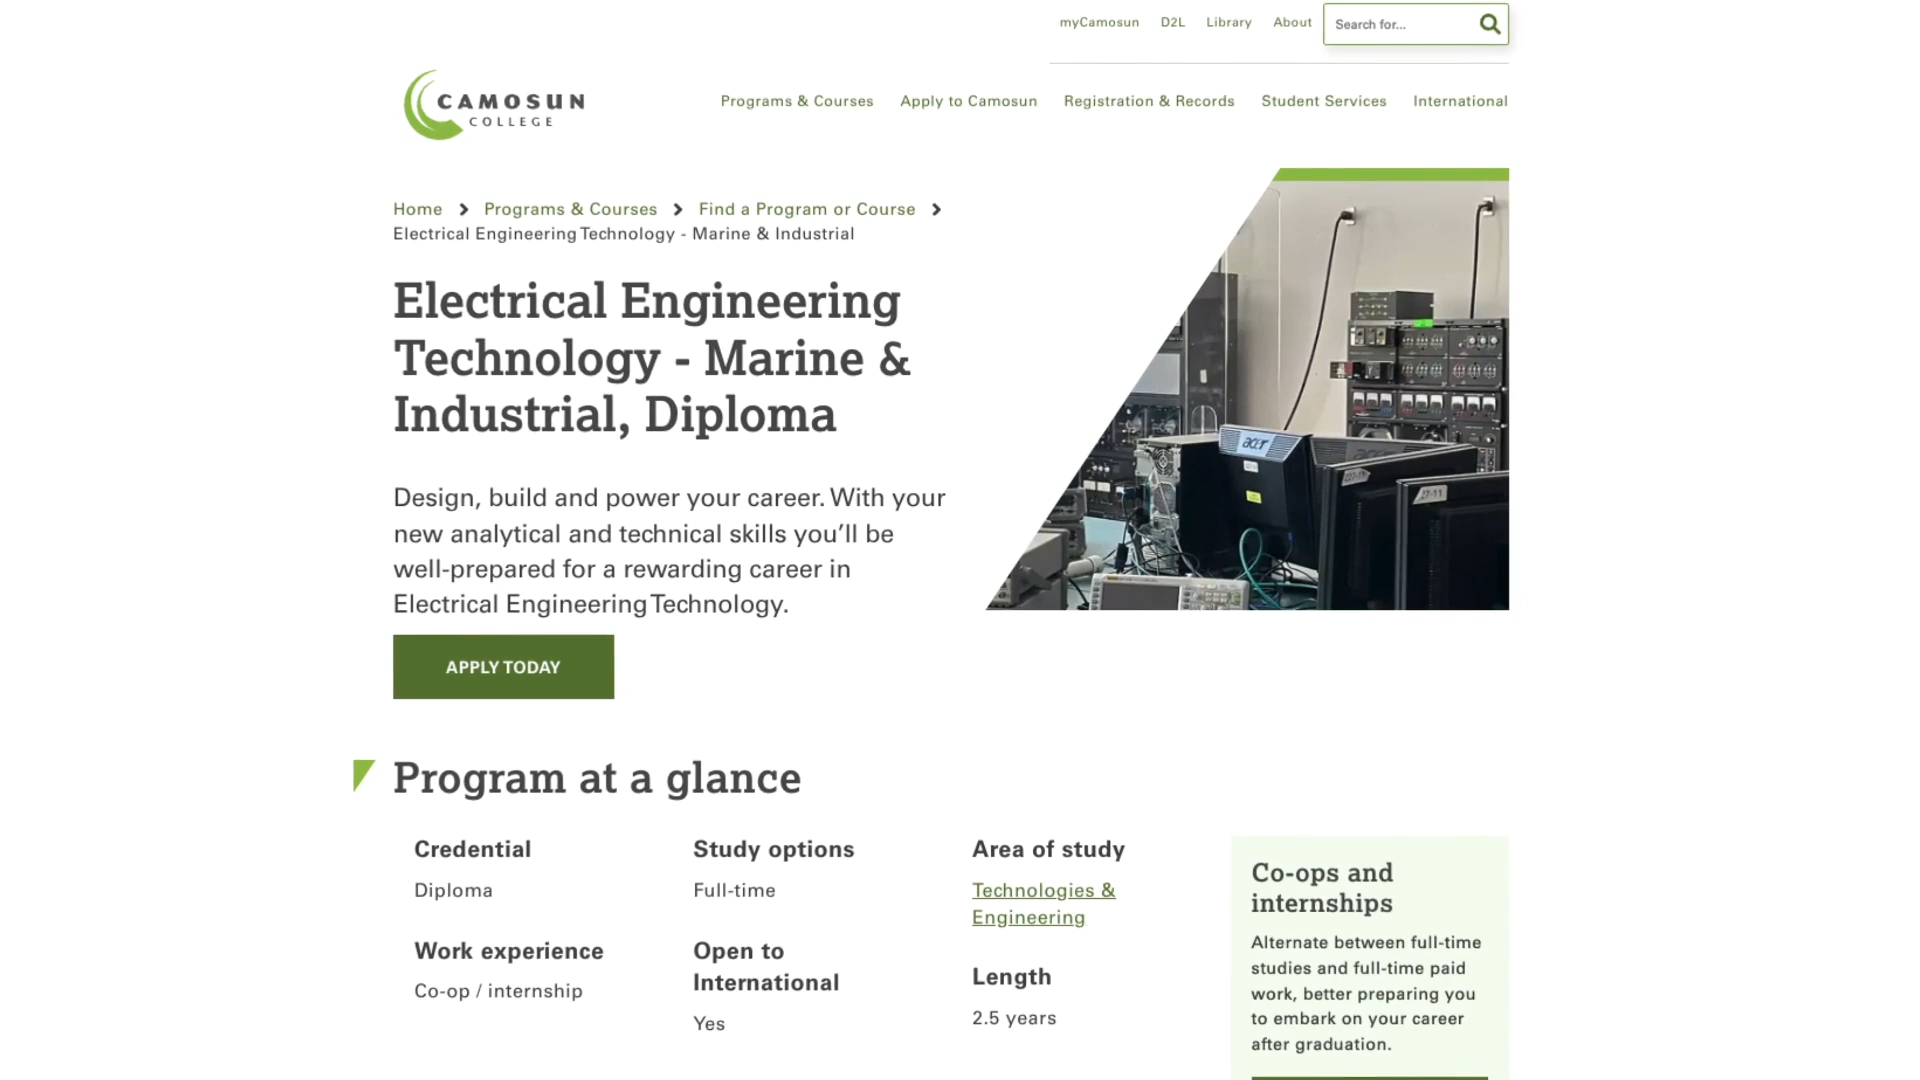 myCamosun D2L Library About Search for...
CAMOSUN
COLLEGE
Programs & Courses Apply to Camosun Registration & Records Student Services International
Home Programs & Courses Find a Program or Course
Electrical Engineering Technology - Marine & Industrial
Electrical Engineering
Technology - Marine &
Industrial, Diploma
Design, build and power your career. With your
new analytical and technical skills you’ll be
well-prepared for a rewarding career in
Electrical Engineering Technology.
APPLY TODAY
acer
Program at a glance
Credential
Diploma
Work experience
Co-op / internship
Study options
Full-time
Open to
International
Yes
Area of study
Technologies &
Engineering
Length
2.5 years
Co-ops and
internships
Alternate between full-time
studies and full-time paid
work, better preparing you
to embark on your career
after graduation.